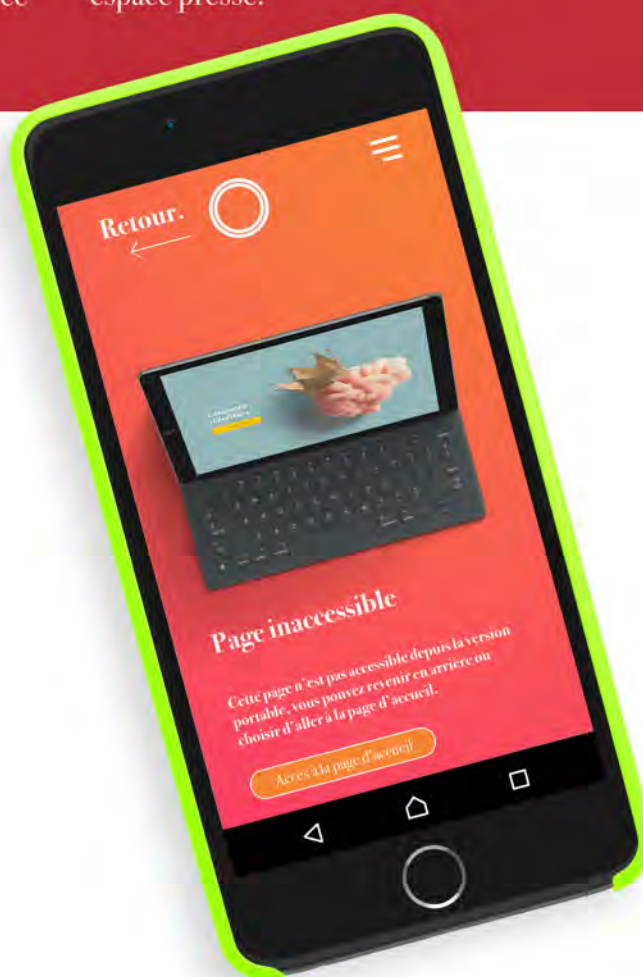 espace presse.
Retour.
Page inaccessible
Cette page n'est pas accessible depuis la version
portable, vous pouvez revenir en arrière ou
choisir d'aller à la page d'accueil.
Accès à la page d'accueil